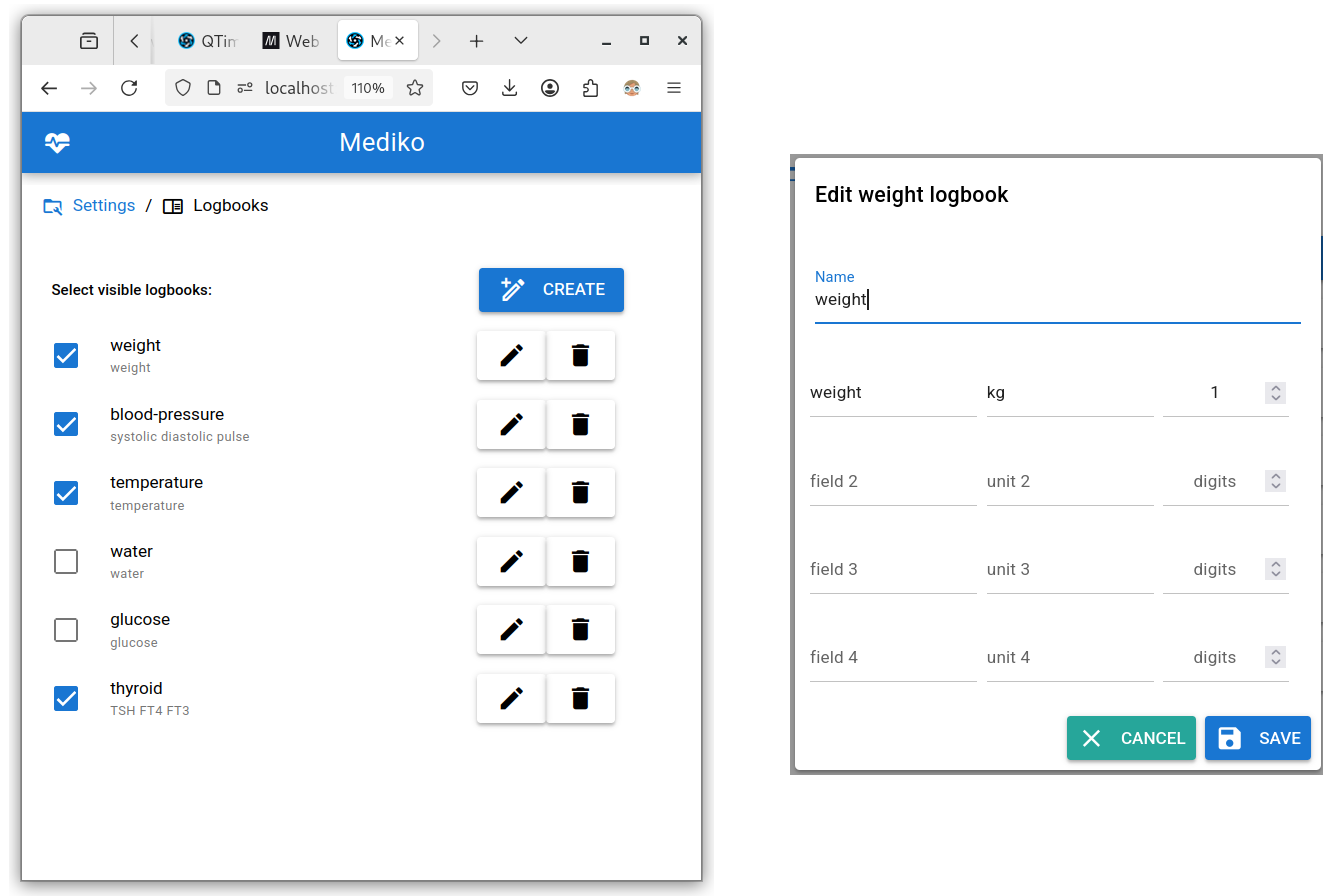 QTim
Web
Me
localhost 110%
Mediko
Settings / Logbooks
Select visible logbooks:
CREATE
weight
weight
blood-pressure
systolic diastolic pulse
temperature
temperature
water
water
glucose
glucose
thyroid
TSH FT4 FT3
Edit weight logbook
Name
weight
weight kg 1
field 2 unit 2 digits
field 3 unit 3 digits
field 4 unit 4 digits
CANCEL SAVE